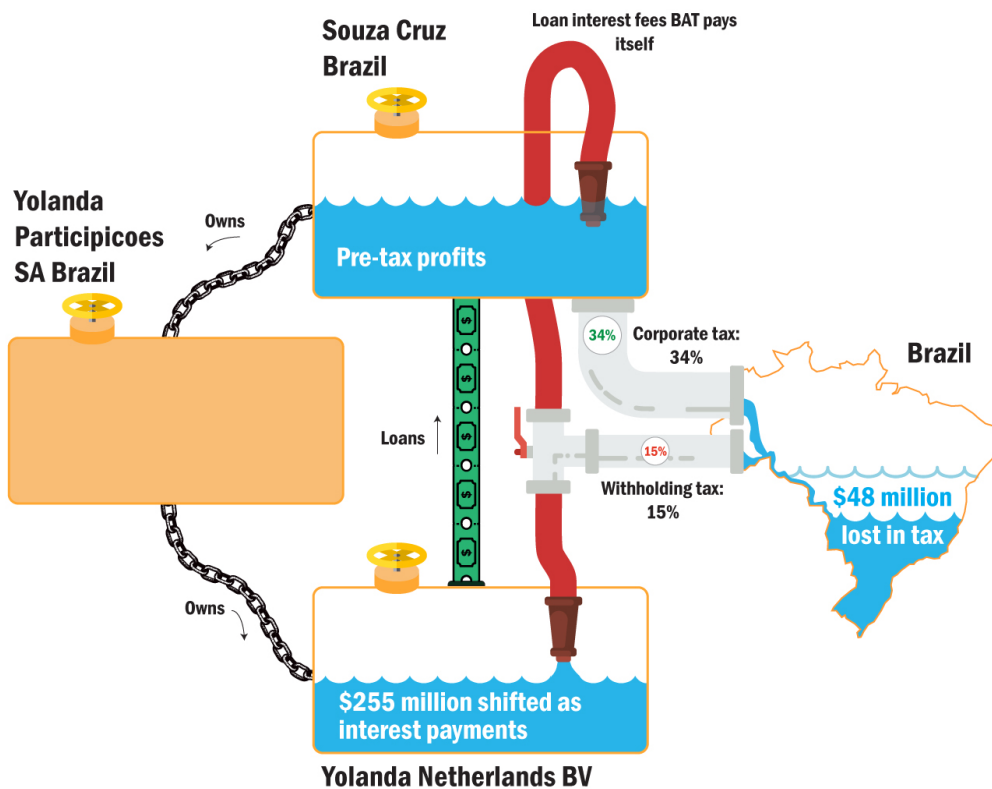 Souza Cruz
Brazil
Loan interest fees BAT pays
itself
Yolanda
Participicoes
SA Brazil
Owns
Pre-tax profits
34%
Corporate tax:
34%
Brazil
Loans
15%
Withholding tax:
15%
$48 million
lost in tax
$
$
$
$
$
Owns
$255 million shifted as
interest payments
Yolanda Netherlands BV